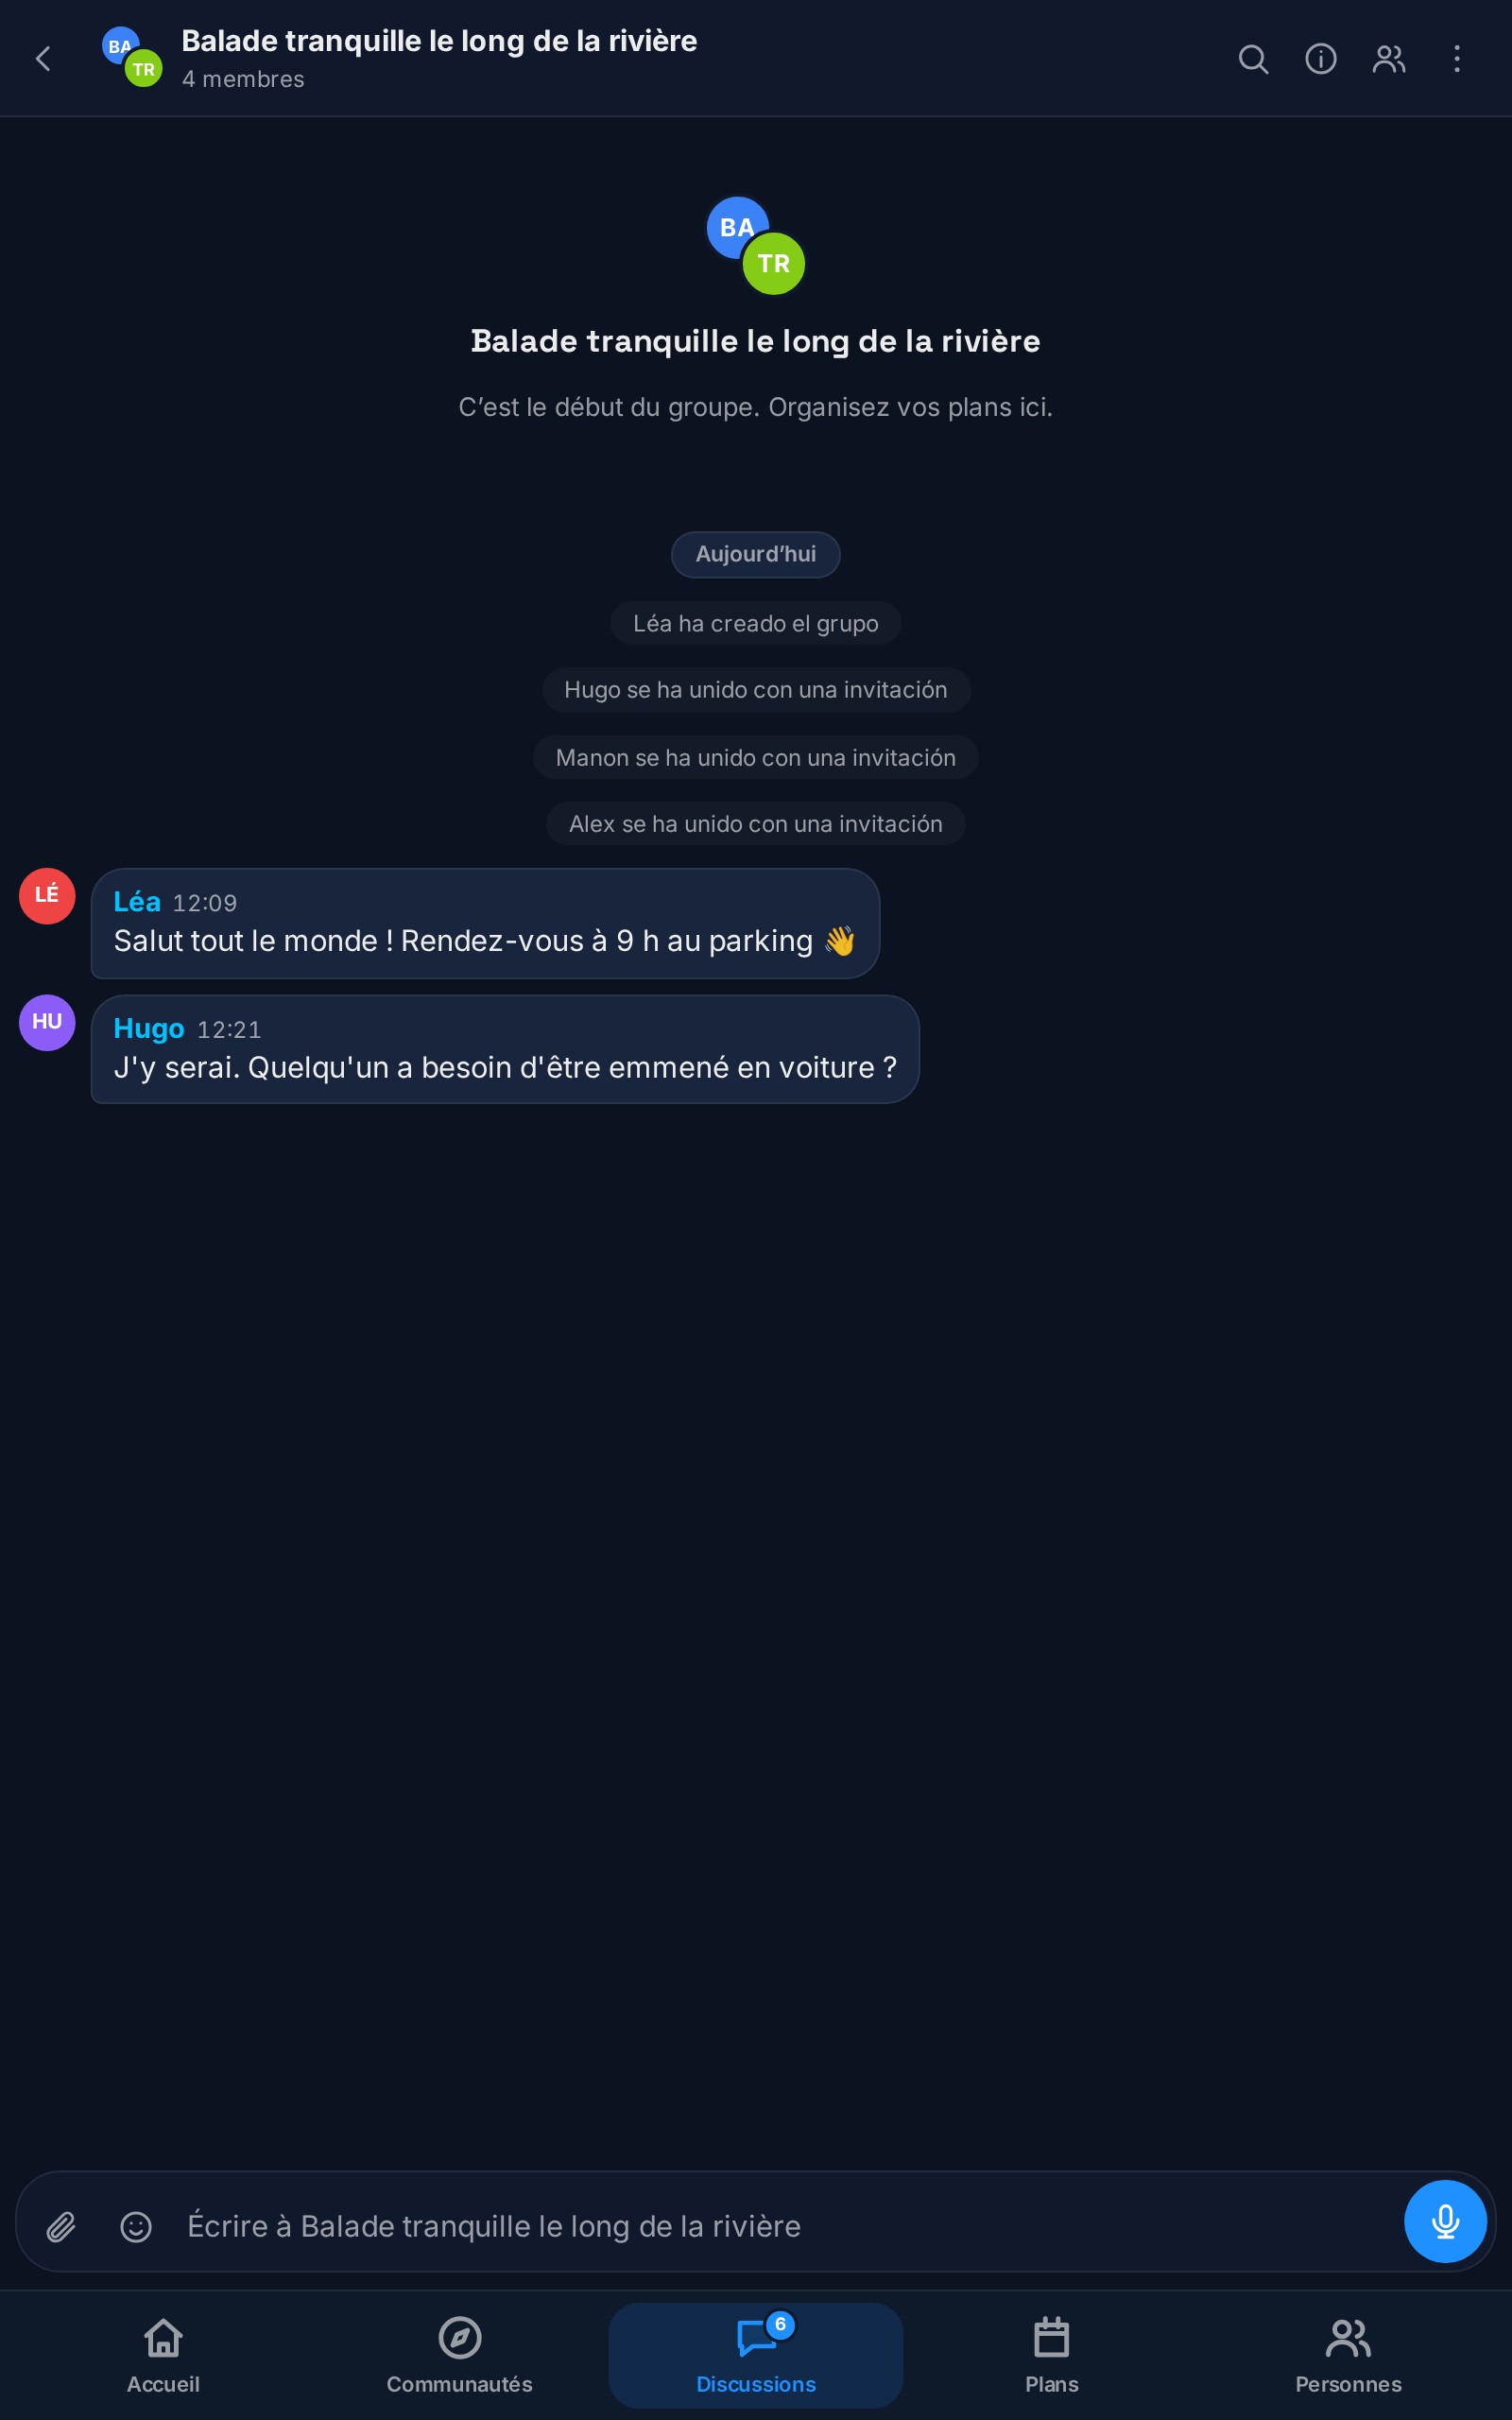 BA
TR
Balade tranquille le long de la rivière
4 membres
BA
TR
Balade tranquille le long de la rivière
C’est le début du groupe. Organisez vos plans ici.
Aujourd’hui
Léa ha creado el grupo
Hugo se ha unido con una invitación
Manon se ha unido con una invitación
Alex se ha unido con una invitación
LÉ
Léa 12:09
Salut tout le monde ! Rendez-vous à 9 h au parking 👋
HU
Hugo 12:21
J'y serai. Quelqu'un a besoin d'être emmené en voiture ?
Écrire à Balade tranquille le long de la rivière
6
Accueil
Communautés
Discussions
Plans
Personnes